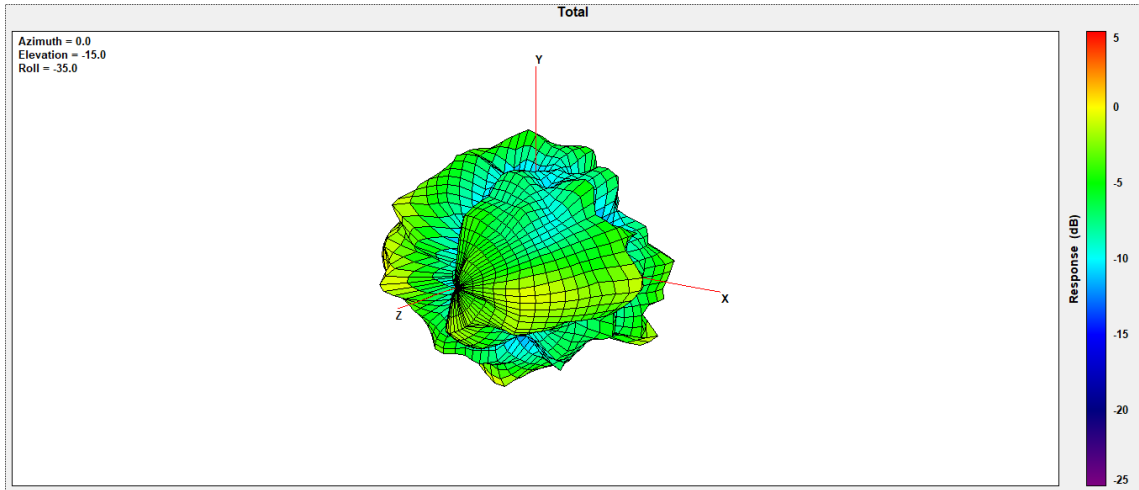 Total
Azimuth = 0.0
Elevation = -15.0
Roll = -35.0
Y
X
Z
5
0
-5
-10
-15
-20
-25
Response (dB)